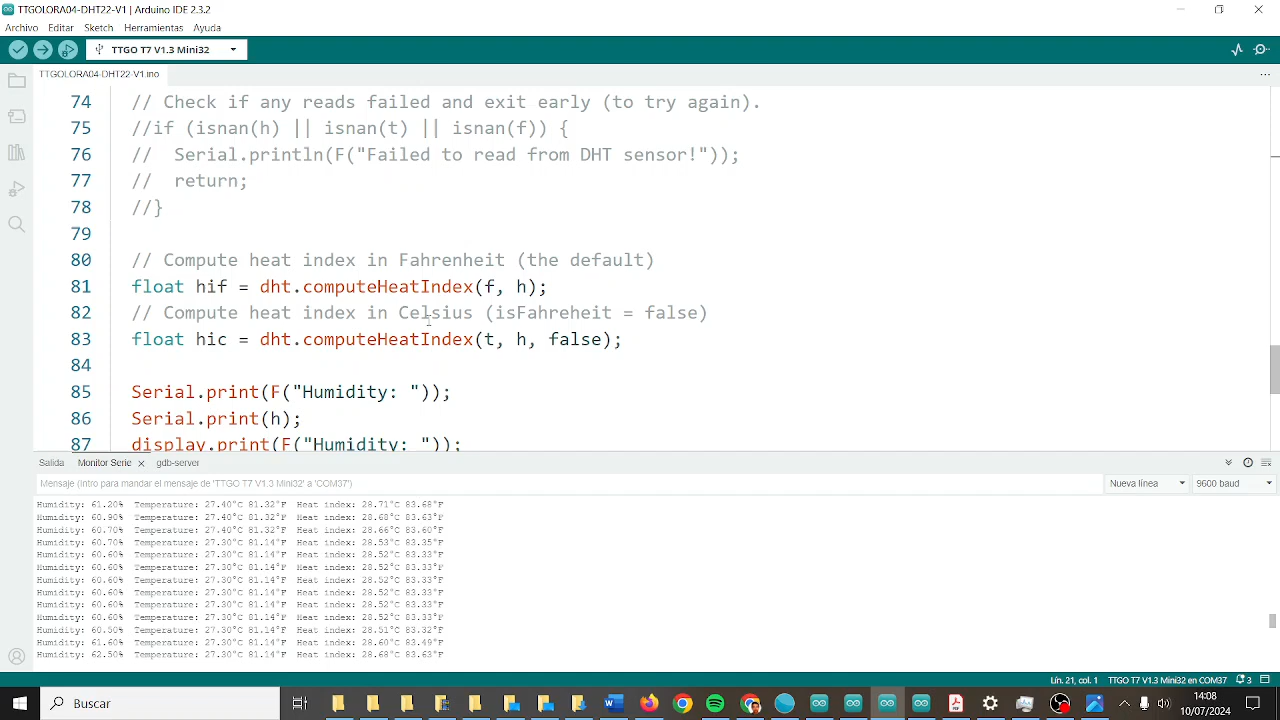 TTGOLORA04-DHT22-V1 | Arduino IDE 2.3.2
Archivo Editar Sketch Herramientas Ayuda
TTGO T7 V1.3 Mini32
TTGOLORA04-DHT22-V1.ino
74 // Check if any reads failed and exit early (to try again).
75 //if (isnan(h) || isnan(t) || isnan(f)) {
76 //  Serial.println(F("Failed to read from DHT sensor!"));
77 //  return;
78 //}
79
80 // Compute heat index in Fahrenheit (the default)
81 float hif = dht.computeHeatIndex(f, h);
82 // Compute heat index in Celsius (isFahreheit = false)
83 float hic = dht.computeHeatIndex(t, h, false);
84
85 Serial.print(F("Humidity: "));
86 Serial.print(h);
87 display.print(F("Humidity: "));
Salida Monitor Serie gdb-server
Mensaje (Intro para mandar el mensaje de 'TTGO T7 V1.3 Mini32' a 'COM37') Nueva línea 9600 baud
Humidity: 61.20% Temperature: 27.40°C 81.32°F Heat index: 28.71°C 83.68°F
Humidity: 60.90% Temperature: 27.40°C 81.32°F Heat index: 28.68°C 83.63°F
Humidity: 60.70% Temperature: 27.40°C 81.32°F Heat index: 28.66°C 83.60°F
Humidity: 60.70% Temperature: 27.30°C 81.14°F Heat index: 28.53°C 83.35°F
Humidity: 60.60% Temperature: 27.30°C 81.14°F Heat index: 28.52°C 83.33°F
Humidity: 60.60% Temperature: 27.30°C 81.14°F Heat index: 28.52°C 83.33°F
Humidity: 60.60% Temperature: 27.30°C 81.14°F Heat index: 28.52°C 83.33°F
Humidity: 60.60% Temperature: 27.30°C 81.14°F Heat index: 28.52°C 83.33°F
Humidity: 60.60% Temperature: 27.30°C 81.14°F Heat index: 28.52°C 83.33°F
Humidity: 60.60% Temperature: 27.30°C 81.14°F Heat index: 28.52°C 83.33°F
Humidity: 60.50% Temperature: 27.30°C 81.14°F Heat index: 28.51°C 83.32°F
Humidity: 61.60% Temperature: 27.30°C 81.14°F Heat index: 28.60°C 83.49°F
Humidity: 62.50% Temperature: 27.30°C 81.14°F Heat index: 28.68°C 83.63°F
Lín. 21, col. 1 TTGO T7 V1.3 Mini32 en COM37 3
Buscar
14:08
10/07/2024